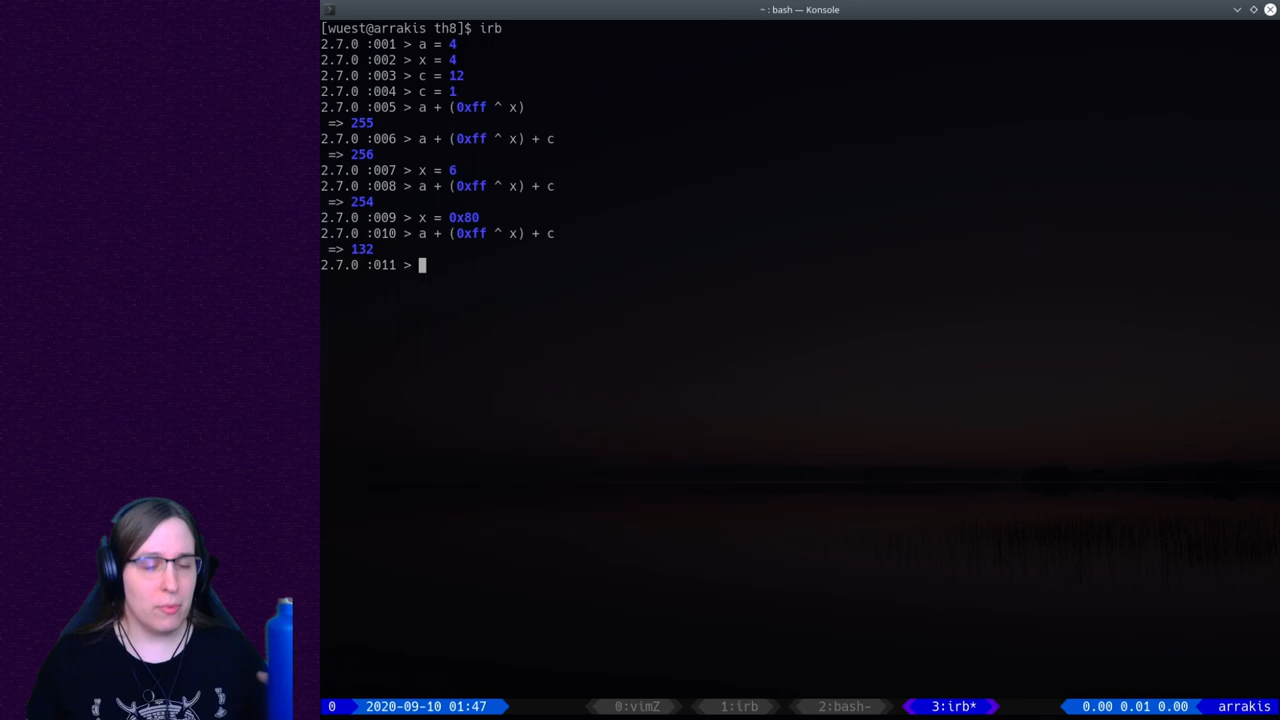 ~ : bash — Konsole
[wuest@arrakis th8]$ irb
2.7.0 :001 > a = 4
2.7.0 :002 > x = 4
2.7.0 :003 > c = 12
2.7.0 :004 > c = 1
2.7.0 :005 > a + (0xff ^ x)
=> 255
2.7.0 :006 > a + (0xff ^ x) + c
=> 256
2.7.0 :007 > x = 6
2.7.0 :008 > a + (0xff ^ x) + c
=> 254
2.7.0 :009 > x = 0x80
2.7.0 :010 > a + (0xff ^ x) + c
=> 132
2.7.0 :011 >
0 2020-09-10 01:47 0:vimZ 1:irb 2:bash- 3:irb* 0.00 0.01 0.00 arrakis